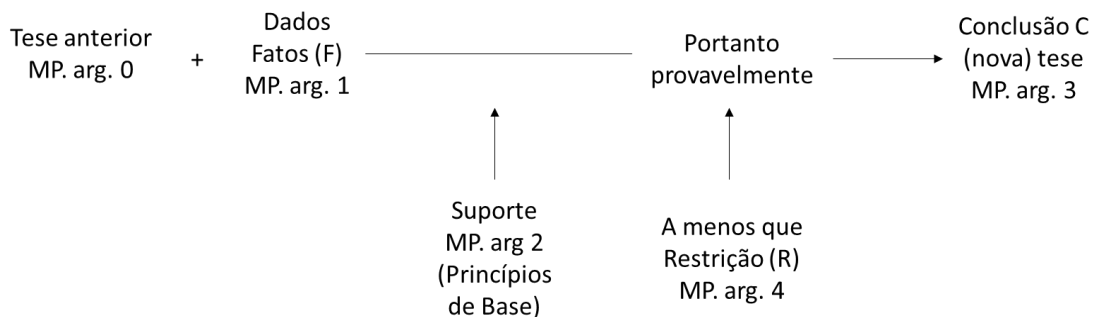 Tese anterior
MP. arg. 0
+
Dados
Fatos (F)
MP. arg. 1
Portanto
provavelmente
Conclusão C
(nova) tese
MP. arg. 3
Suporte
MP. arg 2
(Princípios
de Base)
A menos que
Restrição (R)
MP. arg. 4